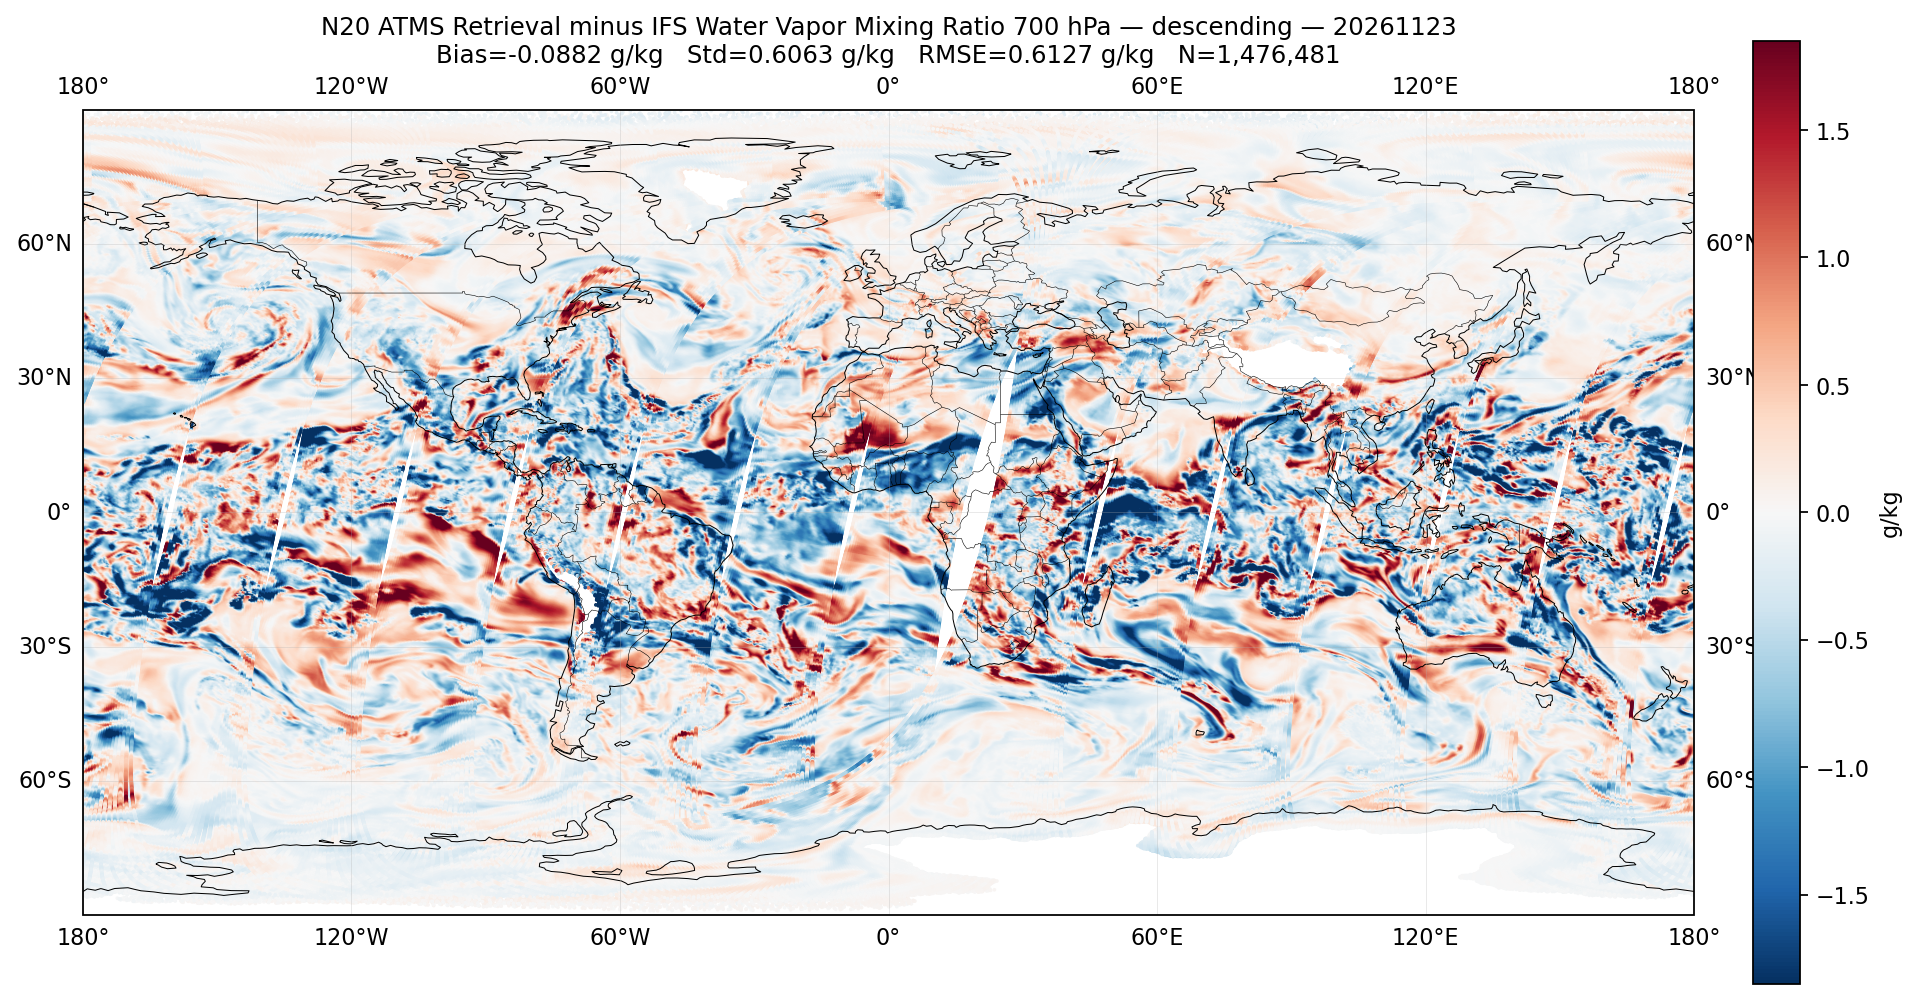 N20 ATMS Retrieval minus IFS Water Vapor Mixing Ratio 700 hPa — descending — 20261123
Bias=-0.0882 g/kg   Std=0.6063 g/kg   RMSE=0.6127 g/kg   N=1,476,481
180° 120°W 60°W 0° 60°E 120°E 180°
60°N 60°N
30°N 30°N
0° 0°
30°S 30°S
60°S 60°S
180° 120°W 60°W 0° 60°E 120°E 180°
1.5
1.0
0.5
0.0
−0.5
−1.0
−1.5
g/kg